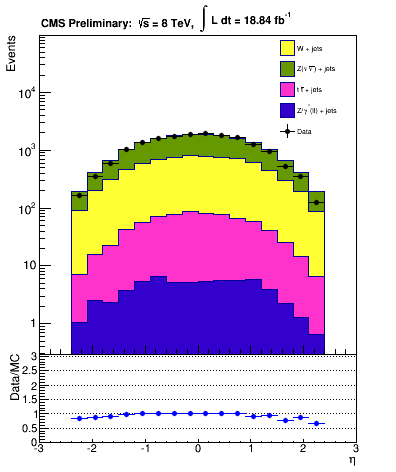 CMS Preliminary: √s = 8 TeV, ∫ L dt = 18.84 fb⁻¹
Events
W + jets
Z(ν ν̅) + jets
t t̅ + jets
Z/γ*(ll) + jets
Data
10⁴
10³
10²
10
1
Data/MC
3
2.5
2
1.5
1
0.5
0
-3 -2 -1 0 1 2 3
η